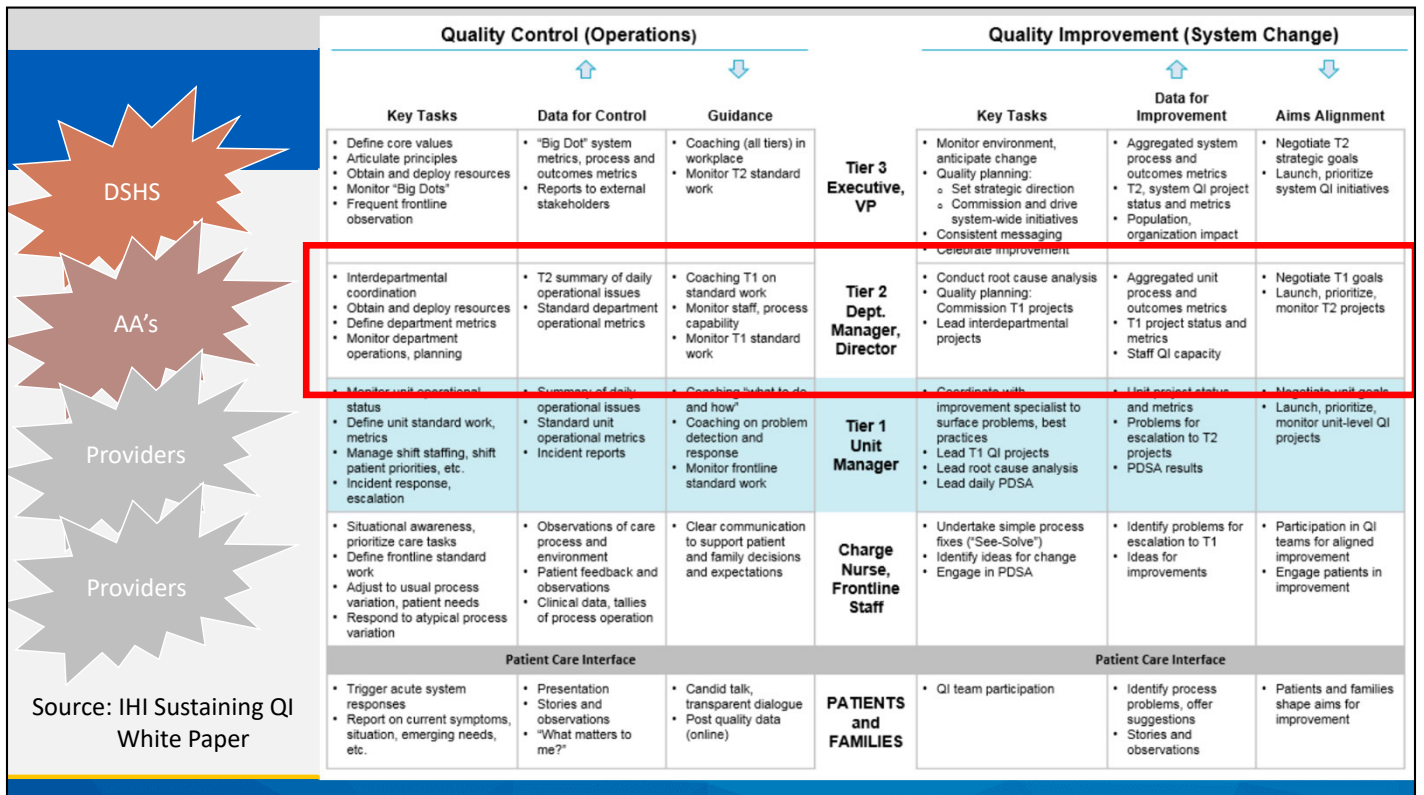 Quality Control (Operations)
Quality Improvement (System Change)
Key Tasks
Data for Control
Guidance
Key Tasks
Data for
Improvement
Aims Alignment
DSHS
• Define core values
• Articulate principles
• Obtain and deploy resources
• Monitor "Big Dots"
• Frequent frontline
observation
• "Big Dot" system
metrics, process and
outcomes metrics
• Reports to external
stakeholders
• Coaching (all tiers) in
workplace
• Monitor T2 standard
work
Tier 3
Executive,
VP
• Monitor environment,
anticipate change
• Quality planning:
o Set strategic direction
o Commission and drive
system-wide initiatives
• Consistent messaging
• Celebrate improvement
• Aggregated system
process and
outcomes metrics
• T2, system QI project
status and metrics
• Population,
organization impact
• Negotiate T2
strategic goals
• Launch, prioritize
system QI initiatives
AA's
• Interdepartmental
coordination
• Obtain and deploy resources
• Define department metrics
• Monitor department
operations, planning
• T2 summary of daily
operational issues
• Standard department
operational metrics
• Coaching T1 on
standard work
• Monitor staff, process
capability
• Monitor T1 standard
work
Tier 2
Dept.
Manager,
Director
• Conduct root cause analysis
• Quality planning:
Commission T1 projects
• Lead interdepartmental
projects
• Aggregated unit
process and
outcomes metrics
• T1 project status and
metrics
• Staff QI capacity
• Negotiate T1 goals
• Launch, prioritize,
monitor T2 projects
Providers
• Monitor unit operational
status
• Define unit standard work,
metrics
• Manage shift staffing, shift
patient priorities, etc.
• Incident response,
escalation
• Summary of daily
operational issues
• Standard unit
operational metrics
• Incident reports
• Coaching "what to do
and how"
• Coaching on problem
detection and
response
• Monitor frontline
standard work
Tier 1
Unit
Manager
• Coordinate with
improvement specialist to
surface problems, best
practices
• Lead T1 QI projects
• Lead root cause analysis
• Lead daily PDSA
• Unit project status
and metrics
• Problems for
escalation to T2
projects
• PDSA results
• Negotiate unit goals
• Launch, prioritize,
monitor unit-level QI
projects
Providers
• Situational awareness,
prioritize care tasks
• Define frontline standard
work
• Adjust to usual process
variation, patient needs
• Respond to atypical process
variation
• Observations of care
process and
environment
• Patient feedback and
observations
• Clinical data, tallies
of process operation
• Clear communication
to support patient
and family decisions
and expectations
Charge
Nurse,
Frontline
Staff
• Undertake simple process
fixes ("See-Solve")
• Identify ideas for change
• Engage in PDSA
• Identify problems for
escalation to T1
• Ideas for
improvements
• Participation in QI
teams for aligned
improvement
• Engage patients in
improvement
Patient Care Interface
Patient Care Interface
• Trigger acute system
responses
• Report on current symptoms,
situation, emerging needs,
etc.
• Presentation
• Stories and
observations
• "What matters to
me?"
• Candid talk,
transparent dialogue
• Post quality data
(online)
PATIENTS
and
FAMILIES
• QI team participation
• Identify process
problems, offer
suggestions
• Stories and
observations
• Patients and families
shape aims for
improvement
Source: IHI Sustaining QI
White Paper